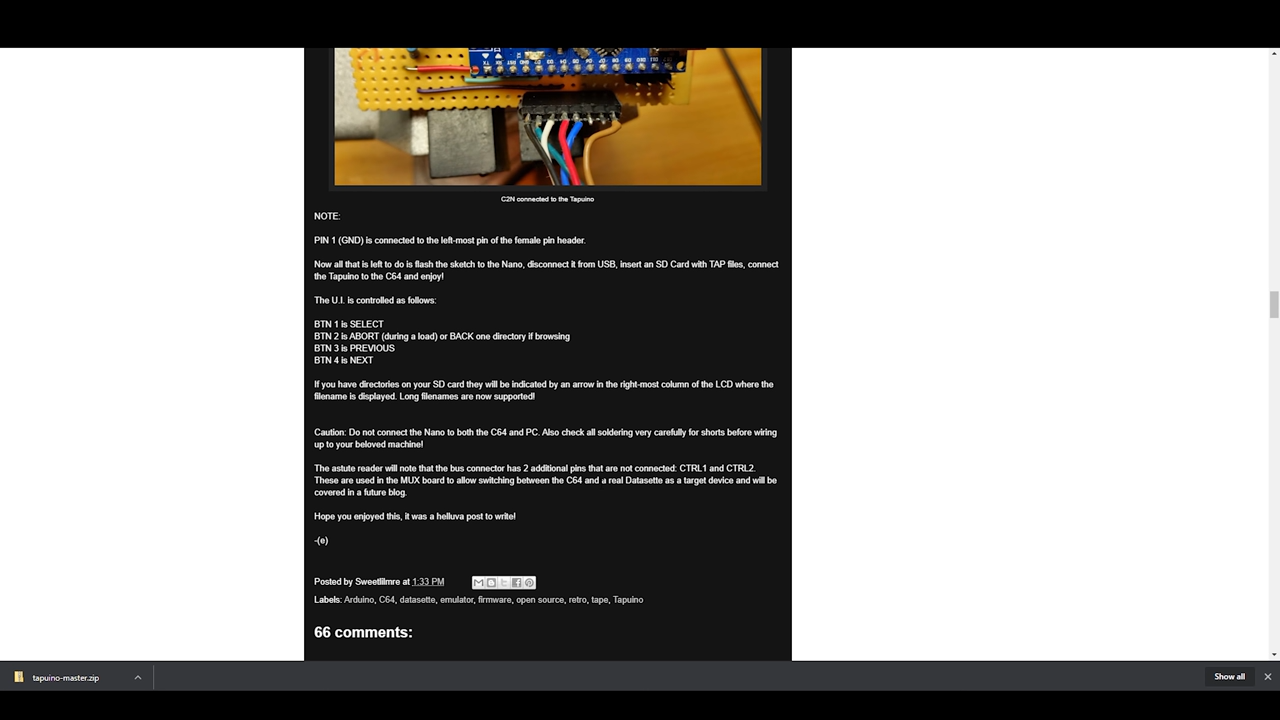 C2N connected to the Tapuino
NOTE:
PIN 1 (GND) is connected to the left-most pin of the female pin header.
Now all that is left to do is flash the sketch to the Nano, disconnect it from USB, insert an SD Card with TAP files, connect
the Tapuino to the C64 and enjoy!
The U.I. is controlled as follows:
BTN 1 is SELECT
BTN 2 is ABORT (during a load) or BACK one directory if browsing
BTN 3 is PREVIOUS
BTN 4 is NEXT
If you have directories on your SD card they will be indicated by an arrow in the right-most column of the LCD where the
filename is displayed. Long filenames are now supported!
Caution: Do not connect the Nano to both the C64 and PC. Also check all soldering very carefully for shorts before wiring
up to your beloved machine!
The astute reader will note that the bus connector has 2 additional pins that are not connected: CTRL1 and CTRL2.
These are used in the MUX board to allow switching between the C64 and a real Datasette as a target device and will be
covered in a future blog.
Hope you enjoyed this, it was a helluva post to write!
-(e)
Posted by Sweetlilmre at 1:33 PM
Labels: Arduino, C64, datasette, emulator, firmware, open source, retro, tape, Tapuino
66 comments:
tapuino-master.zip
Show all